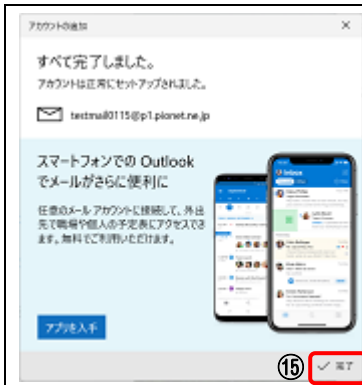 アカウントの追加
すべて完了しました。
アカウントは正常にセットアップされました。
testmail0115@p1.pionet.ne.jp
スマートフォンでの Outlook
でメールがさらに便利に
任意のメール アカウントに接続して、外出
先で職場や個人の予定表にアクセスでき
ます。無料でご利用いただけます。
Inbox
アプリを入手
⑮
完了